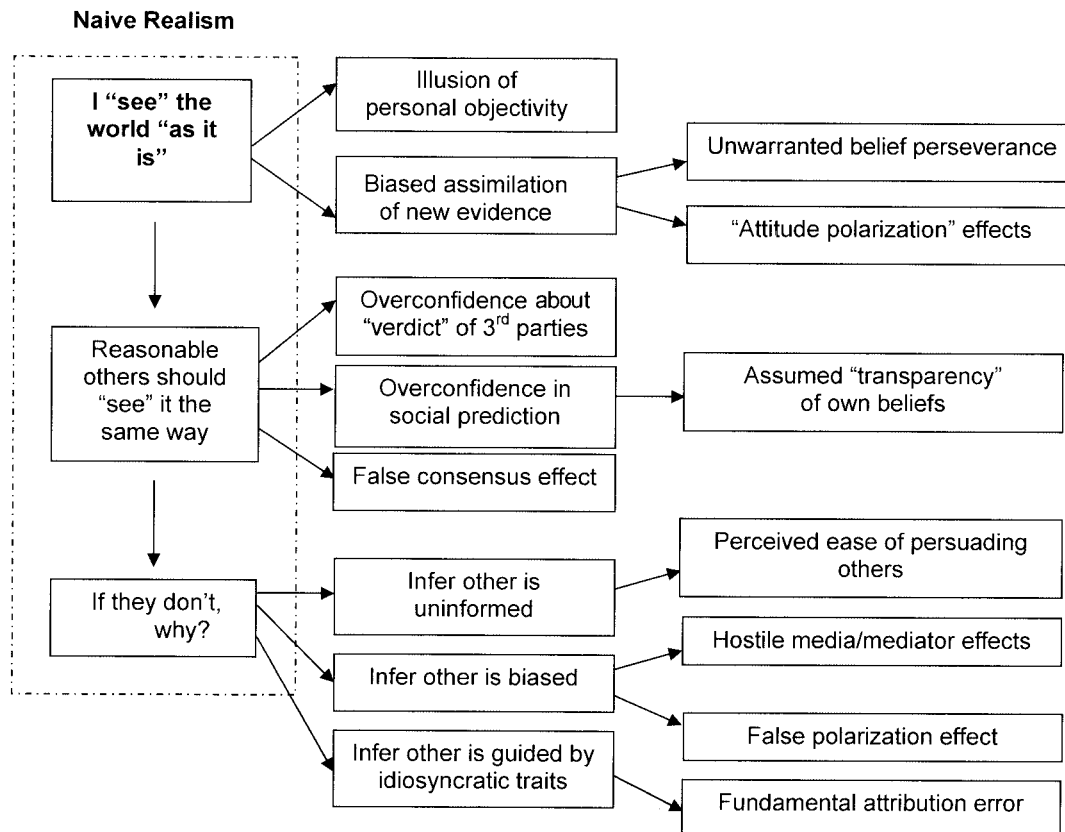 Naive Realism
I “see” the
world “as it
is”
Illusion of
personal objectivity
Biased assimilation
of new evidence
Unwarranted belief perseverance
“Attitude polarization” effects
Reasonable
others should
“see” it the
same way
Overconfidence about
“verdict” of 3rd parties
Overconfidence in
social prediction
False consensus effect
Assumed “transparency”
of own beliefs
If they don’t,
why?
Infer other is
uninformed
Infer other is biased
Infer other is guided by
idiosyncratic traits
Perceived ease of persuading
others
Hostile media/mediator effects
False polarization effect
Fundamental attribution error